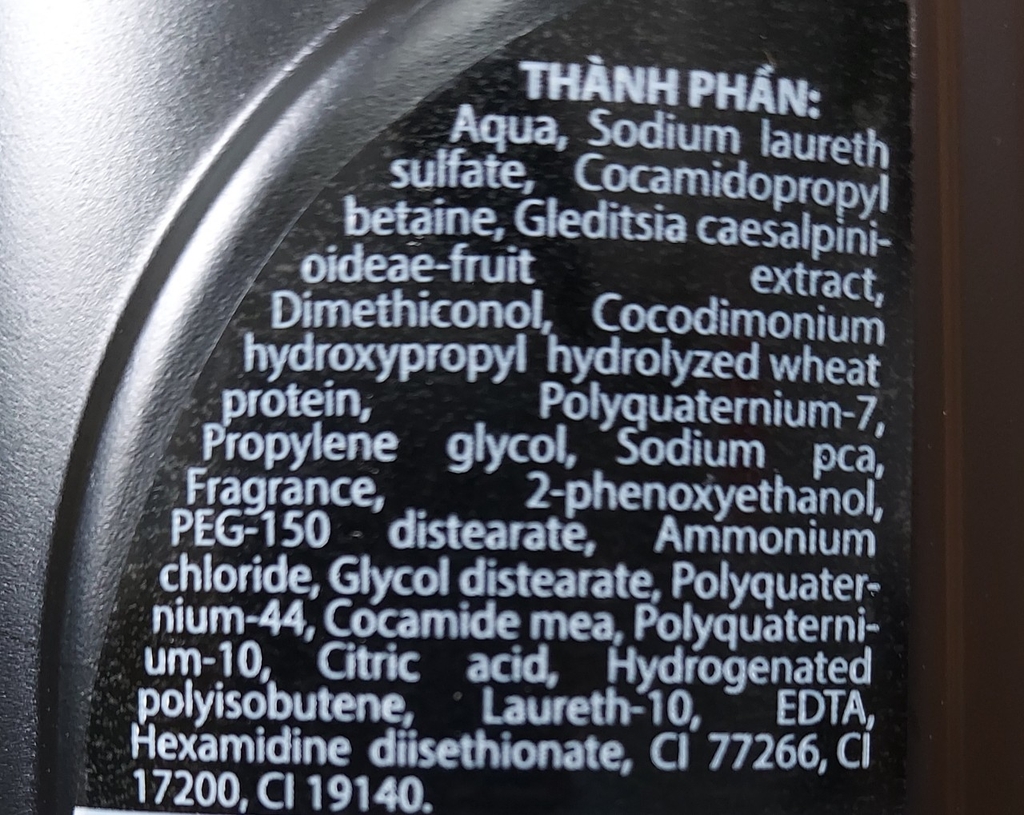 THÀNH PHẦN:
Aqua, Sodium laureth
sulfate, Cocamidopropyl
betaine, Gleditsia caesalpini-
oideae-fruit extract,
Dimethiconol, Cocodimonium
hydroxypropyl hydrolyzed wheat
protein, Polyquaternium-7,
Propylene glycol, Sodium pca,
Fragrance, 2-phenoxyethanol,
PEG-150 distearate, Ammonium
chloride, Glycol distearate, Polyquater-
nium-44, Cocamide mea, Polyquaterni-
um-10, Citric acid, Hydrogenated
polyisobutene, Laureth-10, EDTA,
Hexamidine diisethionate, CI 77266, CI
17200, CI 19140.